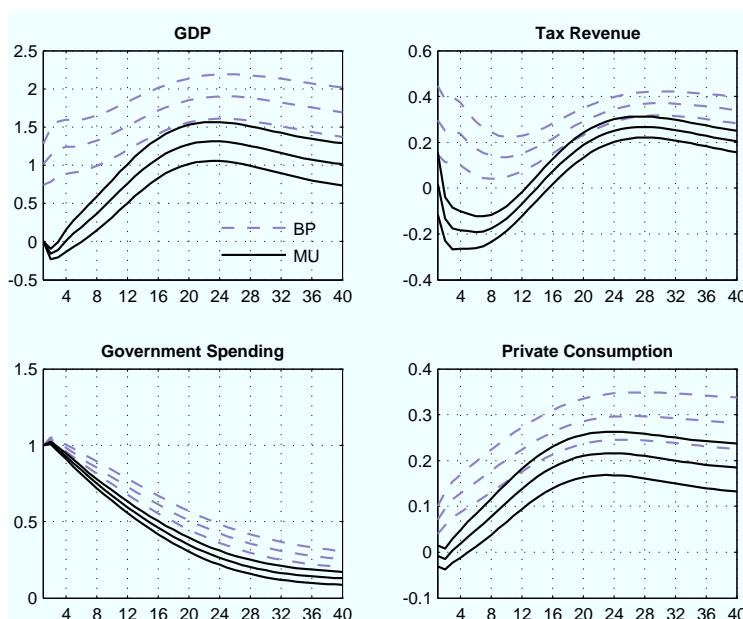 GDP
Tax Revenue
2.5
2
1.5
1
0.5
0
-0.5
BP
MU
4 8 12 16 20 24 28 32 36 40
0.6
0.4
0.2
0
-0.2
-0.4
4 8 12 16 20 24 28 32 36 40
Government Spending
Private Consumption
1.5
1
0.5
0
4 8 12 16 20 24 28 32 36 40
0.4
0.3
0.2
0.1
0
-0.1
4 8 12 16 20 24 28 32 36 40